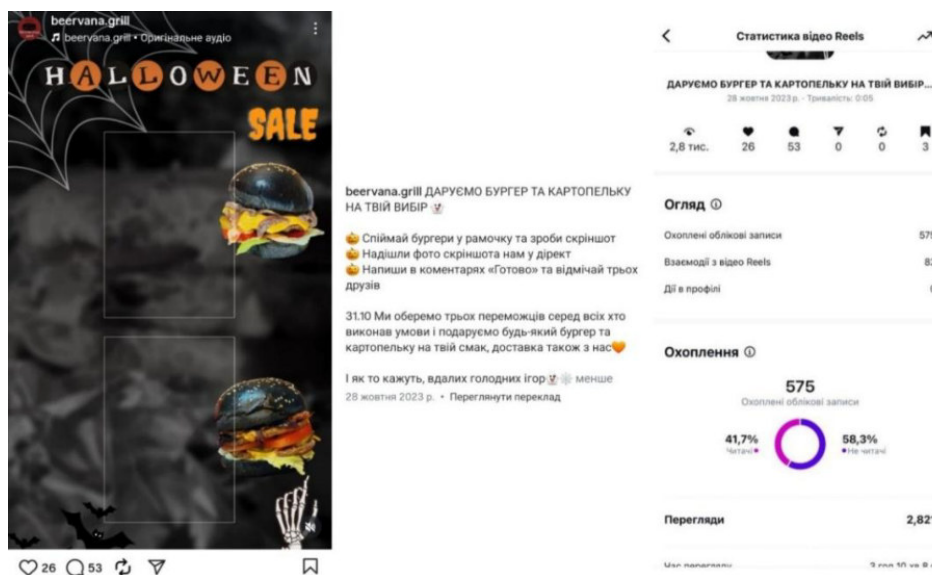 beervana.grill
beervana.grill • Оригінальне аудіо
HALLOWEEN
SALE
26 53
beervana.grill ДАРУЄМО БУРГЕР ТА КАРТОПЕЛЬКУ
НА ТВІЙ ВИБІР
Спіймай бургери у рамочку та зроби скріншот
Надішли фото скріншота нам у дірект
Напиши в коментарях «Готово» та відмічай трьох
друзів
31.10 Ми оберемо трьох переможців серед всіх хто
виконав умови і подаруємо будь-який бургер та
картопельку на твій смак, доставка також з нас
І як то кажуть, вдалих голодних ігор менше
28 жовтня 2023 р. • Переглянути переклад
Статистика відео Reels
ДАРУЄМО БУРГЕР ТА КАРТОПЕЛЬКУ НА ТВІЙ ВИБІР...
28 жовтня 2023 р. · Тривалість: 0:05
2,8 тис. 26 53 0 0 3
Огляд
Охоплені облікові записи 575
Взаємодії з відео Reels
Дії в профілі
Охоплення
575
Охоплені облікові записи
41,7%
Читачі
58,3%
Не читачі
Перегляди 2,821